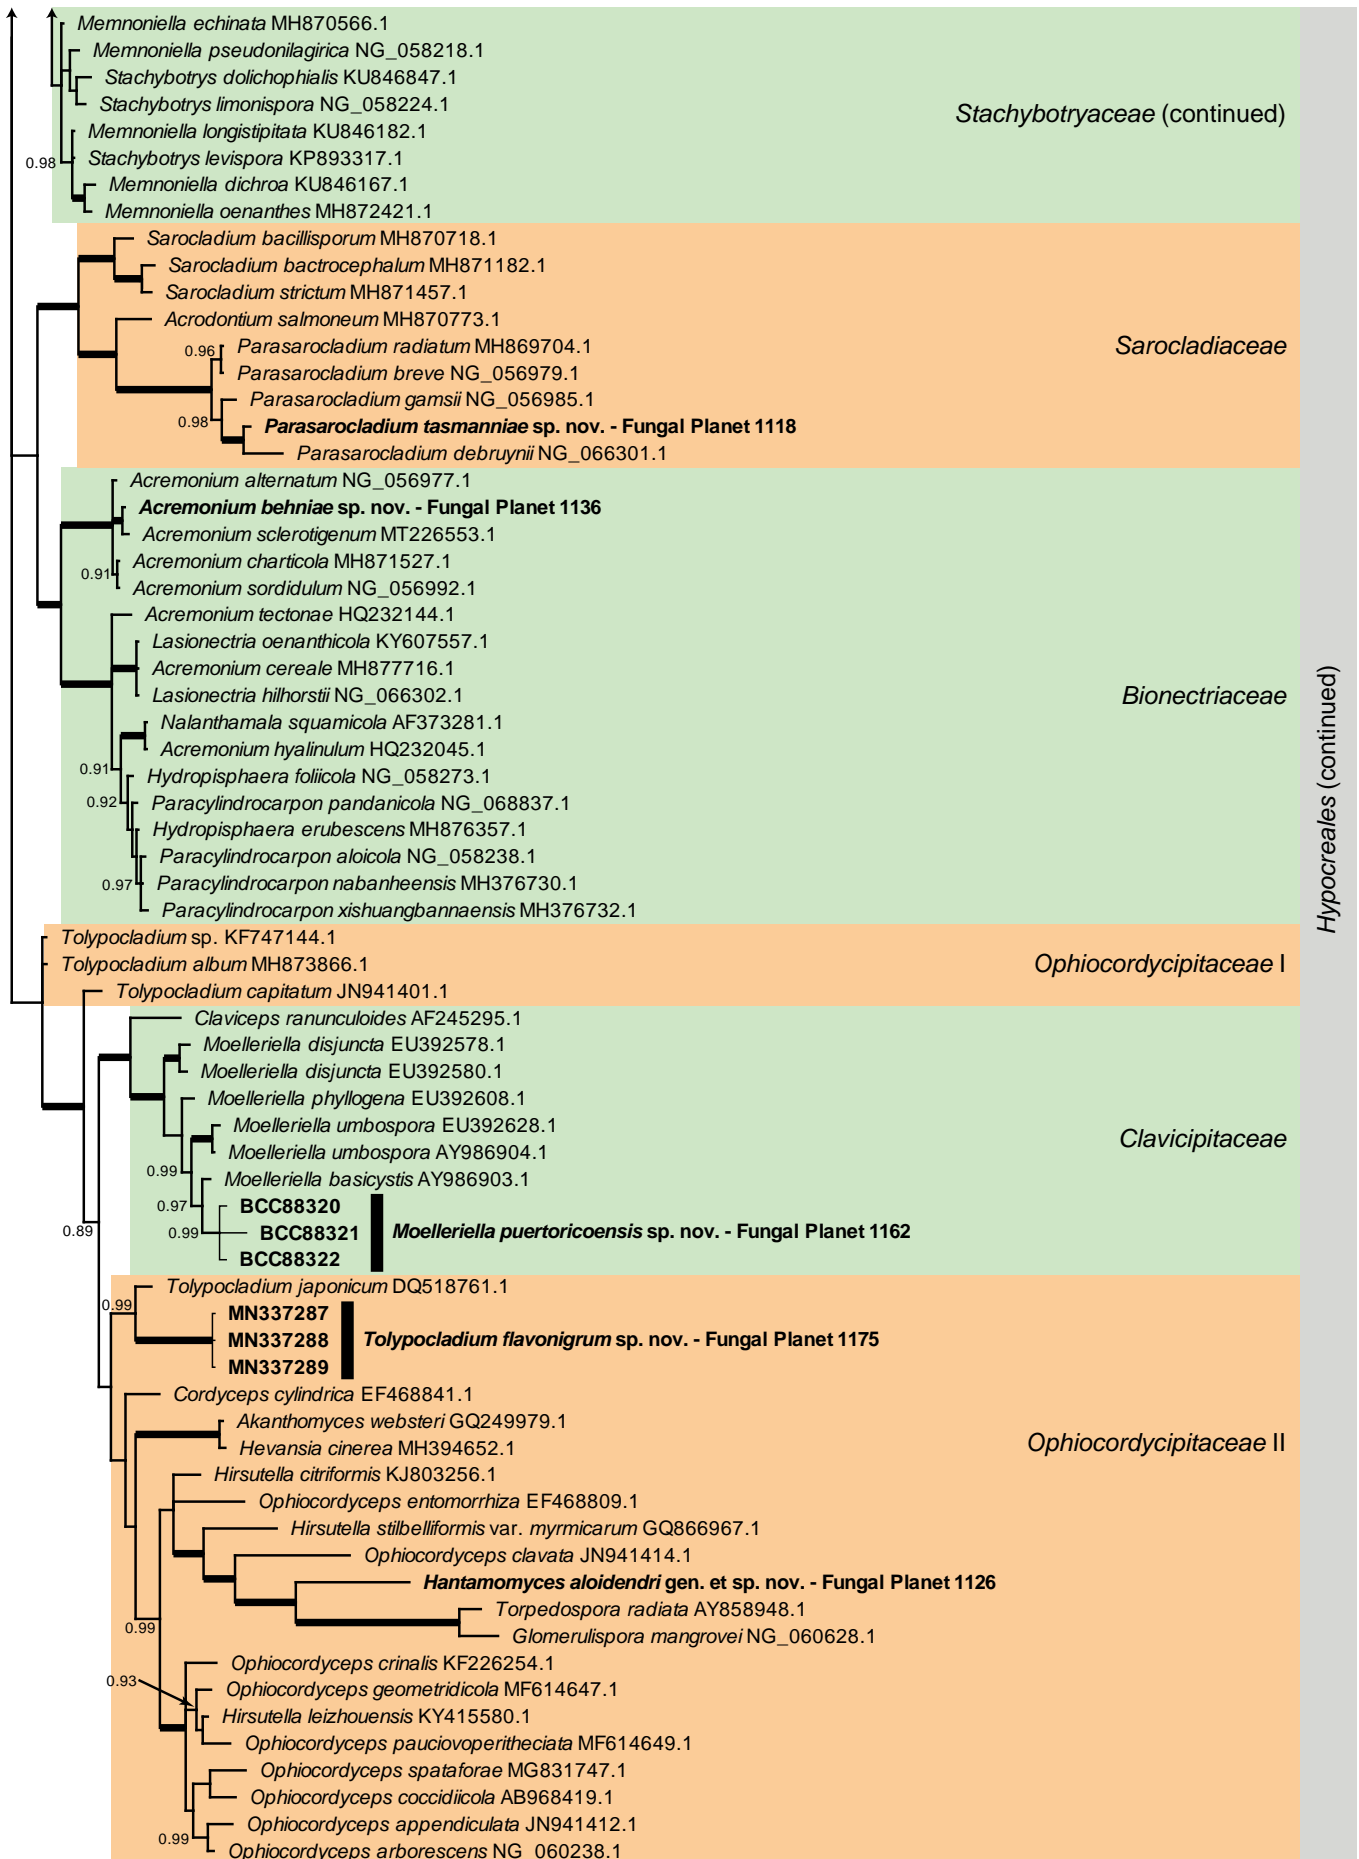 Memnoniella echinata MH870566.1
Memnoniella pseudonilagirica NG_058218.1
Stachybotrys dolichophialis KU846847.1
Stachybotrys limonispora NG_058224.1
Stachybotryaceae (continued)
Memnoniella longistipitata KU846182.1
Stachybotrys levispora KP893317.1
0.98
Memnoniella dichroa KU846167.1
Memnoniella oenanthes MH872421.1
Sarocladium bacillisporum MH870718.1
Sarocladium bactrocephalum MH871182.1
Sarocladium strictum MH871457.1
Acrodontium salmoneum MH870773.1
0.96
Parasarocladium radiatum MH869704.1
Sarocladiaceae
Parasarocladium breve NG_056979.1
Parasarocladium gamsii NG_056985.1
0.98
Parasarocladium tasmanniae sp. nov. - Fungal Planet 1118
Parasarocladium debruynii NG_066301.1
Acremonium alternatum NG_056977.1
Acremonium behniae sp. nov. - Fungal Planet 1136
Acremonium sclerotigenum MT226553.1
Acremonium charticola MH871527.1
0.91
Acremonium sordidulum NG_056992.1
Acremonium tectonae HQ232144.1
Lasionectria oenanthicola KY607557.1
Acremonium cereale MH877716.1
Lasionectria hilhorstii NG_066302.1
Bionectriaceae
Nalanthamala squamicola AF373281.1
Acremonium hyalinulum HQ232045.1
0.91
Hydropisphaera foliicola NG_058273.1
0.92
Paracylindrocarpon pandanicola NG_068837.1
Hydropisphaera erubescens MH876357.1
Paracylindrocarpon aloicola NG_058238.1
0.97
Paracylindrocarpon nabanheensis MH376730.1
Paracylindrocarpon xishuangbannaensis MH376732.1
Hypocreales (continued)
Tolypocladium sp. KF747144.1
Tolypocladium album MH873866.1
Ophiocordycipitaceae I
Tolypocladium capitatum JN941401.1
Claviceps ranunculoides AF245295.1
Moelleriella disjuncta EU392578.1
Moelleriella disjuncta EU392580.1
Moelleriella phyllogena EU392608.1
Moelleriella umbospora EU392628.1
Clavicipitaceae
Moelleriella umbospora AY986904.1
0.99
Moelleriella basicystis AY986903.1
0.97
BCC88320
0.89
0.99
BCC88321
Moelleriella puertoricoensis sp. nov. - Fungal Planet 1162
BCC88322
Tolypocladium japonicum DQ518761.1
0.99
MN337287
MN337288
Tolypocladium flavonigrum sp. nov. - Fungal Planet 1175
MN337289
Cordyceps cylindrica EF468841.1
Akanthomyces websteri GQ249979.1
Ophiocordycipitaceae II
Hevansia cinerea MH394652.1
Hirsutella citriformis KJ803256.1
Ophiocordyceps entomorrhiza EF468809.1
Hirsutella stilbelliformis var. myrmicarum GQ866967.1
Ophiocordyceps clavata JN941414.1
Hantamomyces aloidendri gen. et sp. nov. - Fungal Planet 1126
Torpedospora radiata AY858948.1
0.99
Glomerulispora mangrovei NG_060628.1
Ophiocordyceps crinalis KF226254.1
0.93
Ophiocordyceps geometridicola MF614647.1
Hirsutella leizhouensis KY415580.1
Ophiocordyceps pauciovoperitheciata MF614649.1
Ophiocordyceps spataforae MG831747.1
Ophiocordyceps coccidiicola AB968419.1
Ophiocordyceps appendiculata JN941412.1
0.99
Ophiocordyceps arborescens NG_060238.1